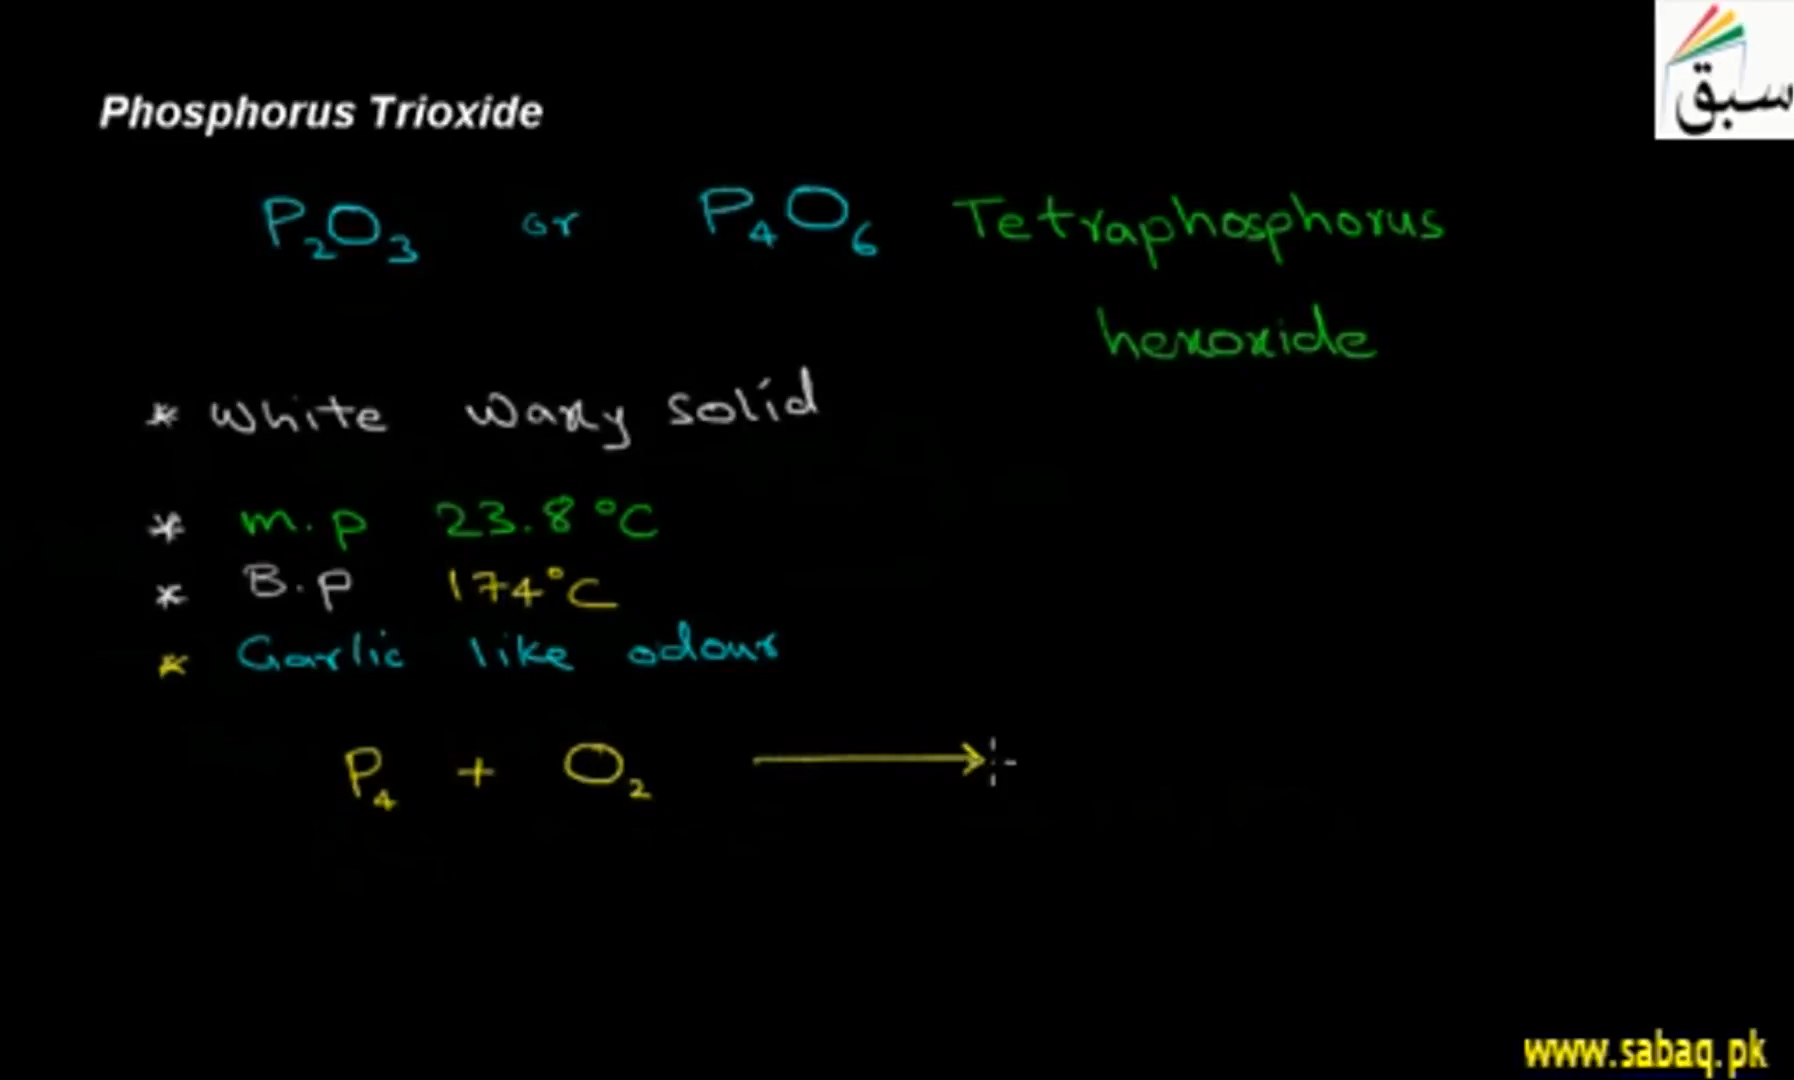 سبق
Phosphorus Trioxide
P₂O₃ or P₄O₆ Tetraphosphorus
hexoxide
* White waxy solid
* m.p 23.8°C
* B.p 174°C
* Garlic like odour
P₄ + O₂ →
www.sabaq.pk